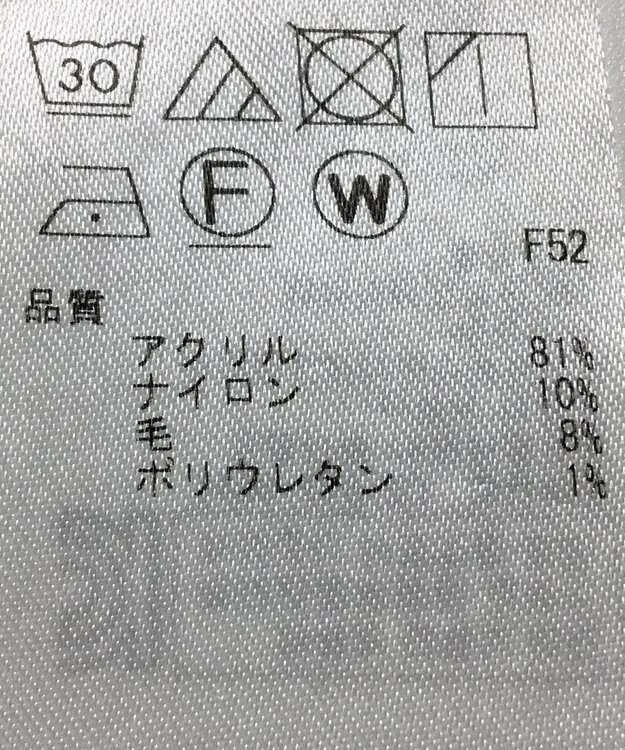 30
F W
F52
品質
アクリル 81%
ナイロン 10%
毛 8%
ポリウレタン 1%